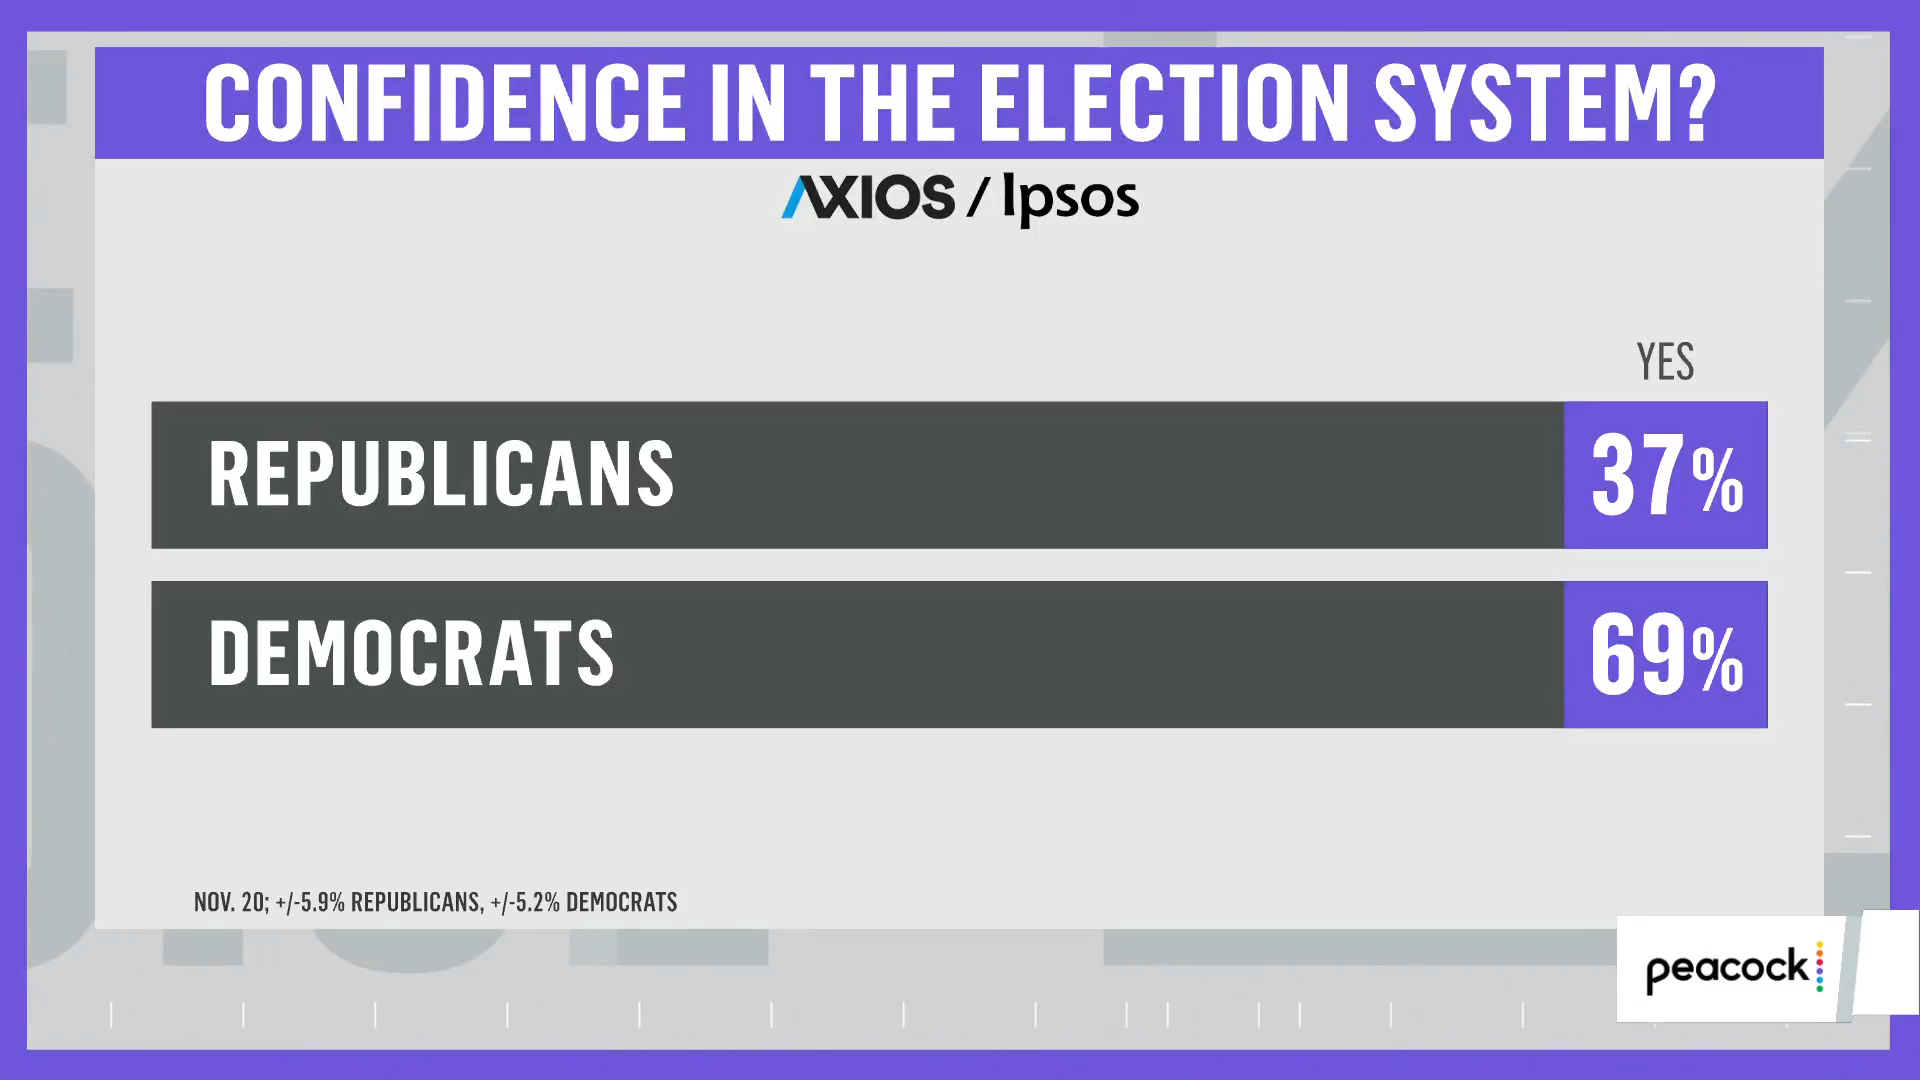 CONFIDENCE IN THE ELECTION SYSTEM?
AXIOS / Ipsos
YES
REPUBLICANS 37%
DEMOCRATS 69%
NOV. 20; +/-5.9% REPUBLICANS, +/-5.2% DEMOCRATS
peacock